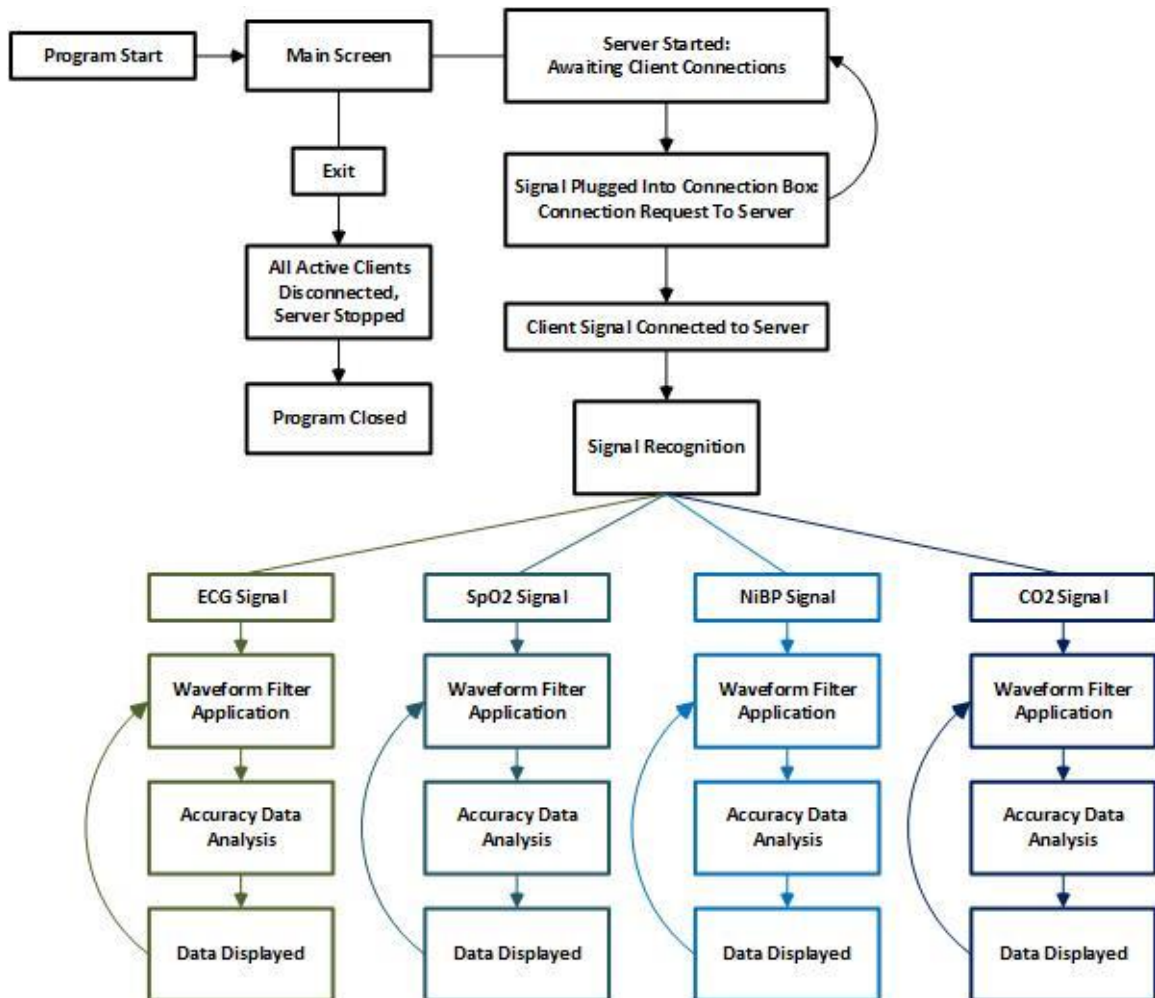 Program Start
Main Screen
Server Started:
Awaiting Client Connections
Exit
Signal Plugged Into Connection Box:
Connection Request To Server
All Active Clients
Disconnected,
Server Stopped
Client Signal Connected to Server
Program Closed
Signal Recognition
ECG Signal
SpO2 Signal
NiBP Signal
CO2 Signal
Waveform Filter
Application
Waveform Filter
Application
Waveform Filter
Application
Waveform Filter
Application
Accuracy Data
Analysis
Accuracy Data
Analysis
Accuracy Data
Analysis
Accuracy Data
Analysis
Data Displayed
Data Displayed
Data Displayed
Data Displayed